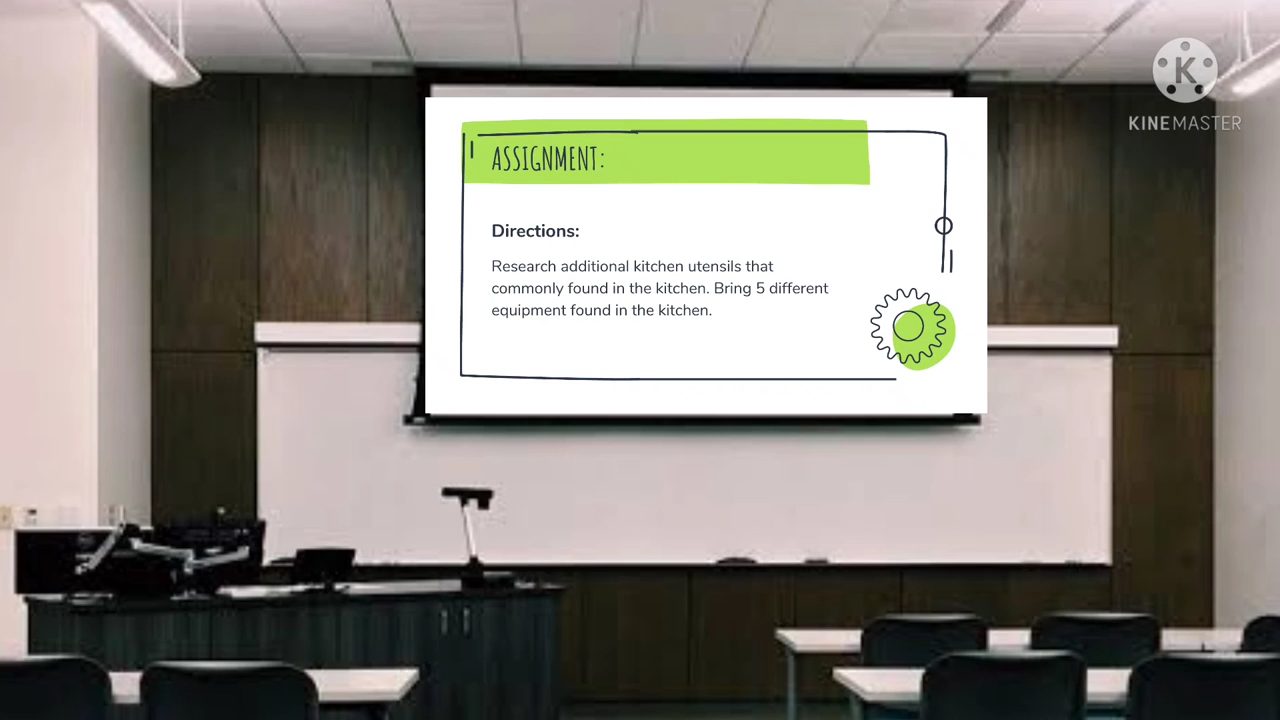 K
KINEMASTER
ASSIGNMENT:
Directions:
Research additional kitchen utensils that
commonly found in the kitchen. Bring 5 different
equipment found in the kitchen.